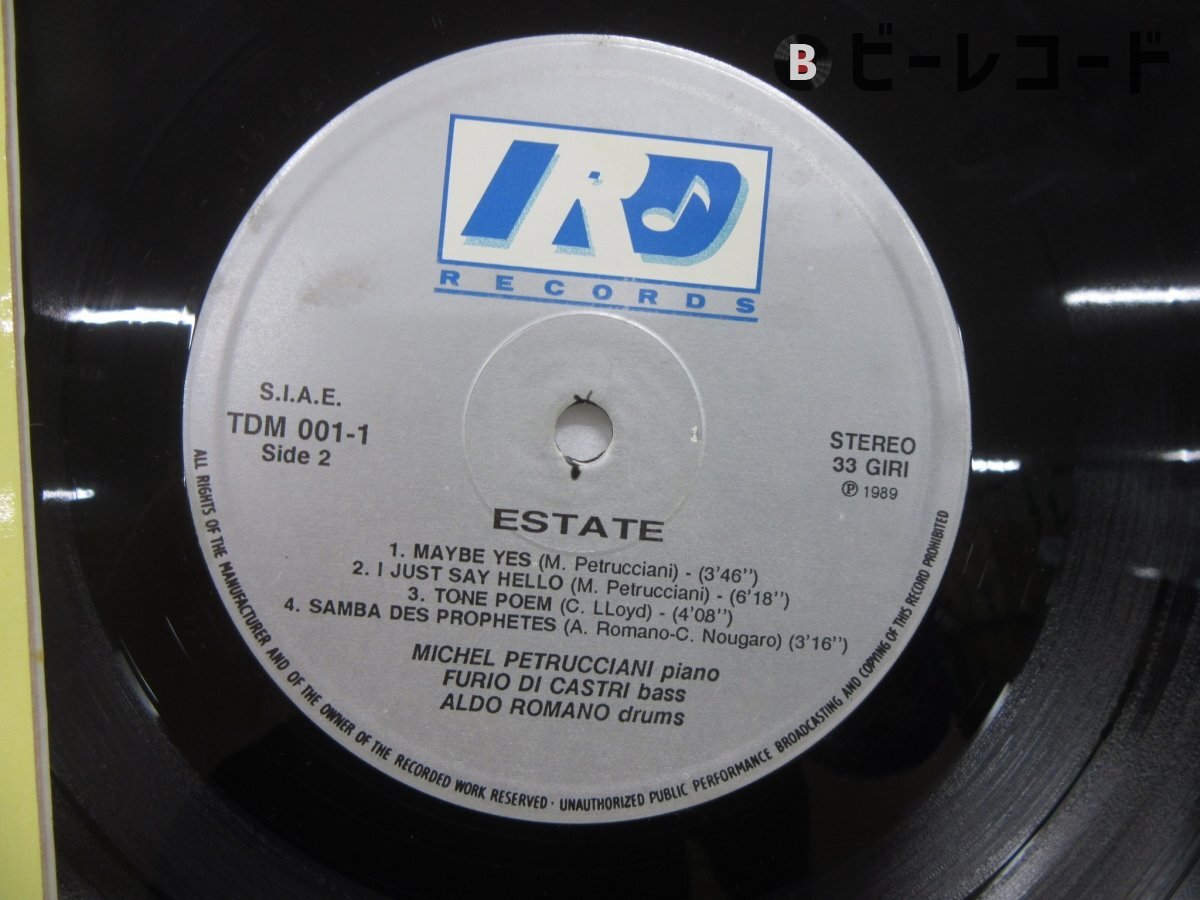 B ビーレコード
IRD
RECORDS
S.I.A.E.
TDM 001-1
Side 2
STEREO
33 GIRI
Ⓟ 1989
1
ESTATE
1. MAYBE YES (M. Petrucciani) - (3'46'')
2. I JUST SAY HELLO (M. Petrucciani) - (6'18'')
3. TONE POEM (C. LLoyd) - (4'08'')
4. SAMBA DES PROPHETES (A. Romano-C. Nougaro) (3'16'')
MICHEL PETRUCCIANI piano
FURIO DI CASTRI bass
ALDO ROMANO drums
ALL RIGHTS OF THE MANUFACTURER AND OF THE OWNER OF THE RECORDED WORK RESERVED · UNAUTHORIZED PUBLIC PERFORMANCE BROADCASTING AND COPYING OF THIS RECORD PROHIBITED